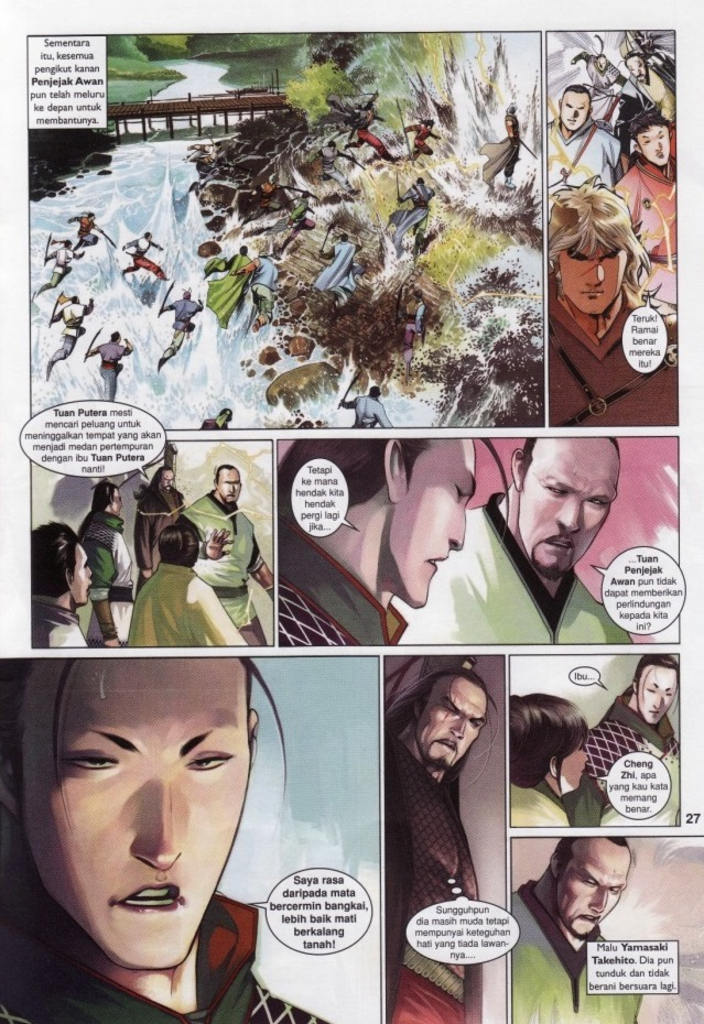 Sementara
itu, kesemua
pengikut kanan
Penjejak Awan
pun telah meluru
ke depan untuk
membantunya.
Teruk!
Ramai
benar
mereka
itu!
Tuan Putera mesti
mencari peluang untuk
meninggalkan tempat yang akan
menjadi medan pertempuran
dengan ibu Tuan Putera
nanti!
Tetapi
ke mana
hendak kita
hendak
pergi lagi
jika...
...Tuan
Penjejak
Awan pun tidak
dapat memberikan
perlindungan
kepada kita
ini?
Saya rasa
daripada mata
bercermin bangkai,
lebih baik mati
berkalang
tanah!
Sungguhpun
dia masih muda tetapi
mempunyai keteguhan
hati yang tiada lawan-
nya....
Ibu...
Cheng
Zhi, apa
yang kau kata
memang
benar.
27
Malu Yamasaki
Takehito. Dia pun
tunduk dan tidak
berani bersuara lagi.